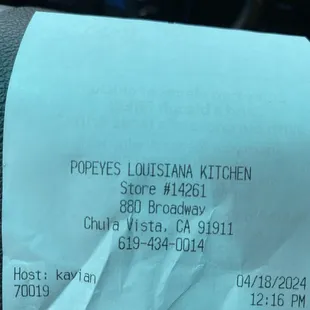 POPEYES LOUISIANA KITCHEN
Store #14261
880 Broadway
Chula Vista, CA 91911
619-434-0014
Host: kayian 04/18/2024
70019 12:16 PM